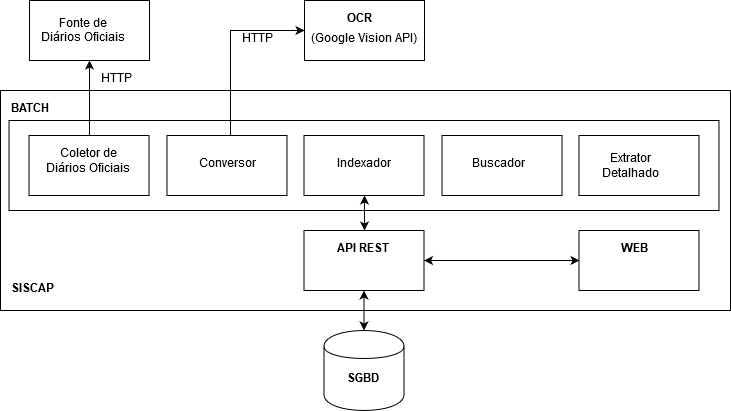 Fonte de
Diários Oficiais
OCR
(Google Vision API)
HTTP
HTTP
BATCH
Coletor de
Diários Oficiais
Conversor
Indexador
Buscador
Extrator
Detalhado
API REST
WEB
SISCAP
SGBD